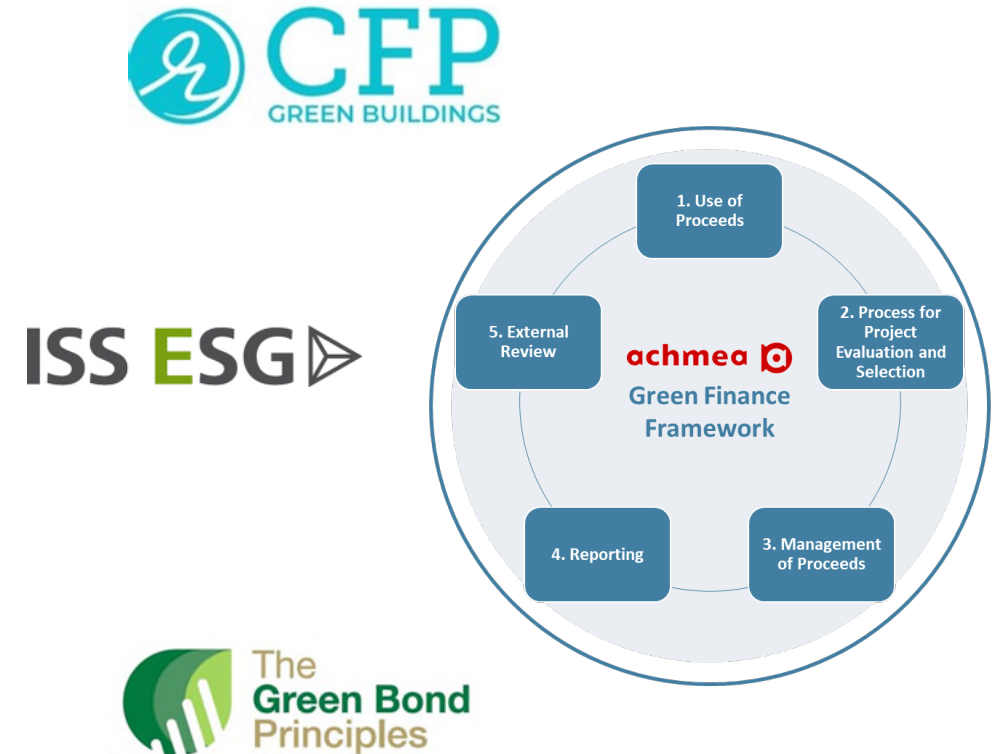 CFP
GREEN BUILDINGS
1. Use of
Proceeds
2. Process for
Project
Evaluation and
Selection
5. External
Review
ISS ESG
achmea
Green Finance
Framework
4. Reporting
3. Management
of Proceeds
The
Green Bond
Principles